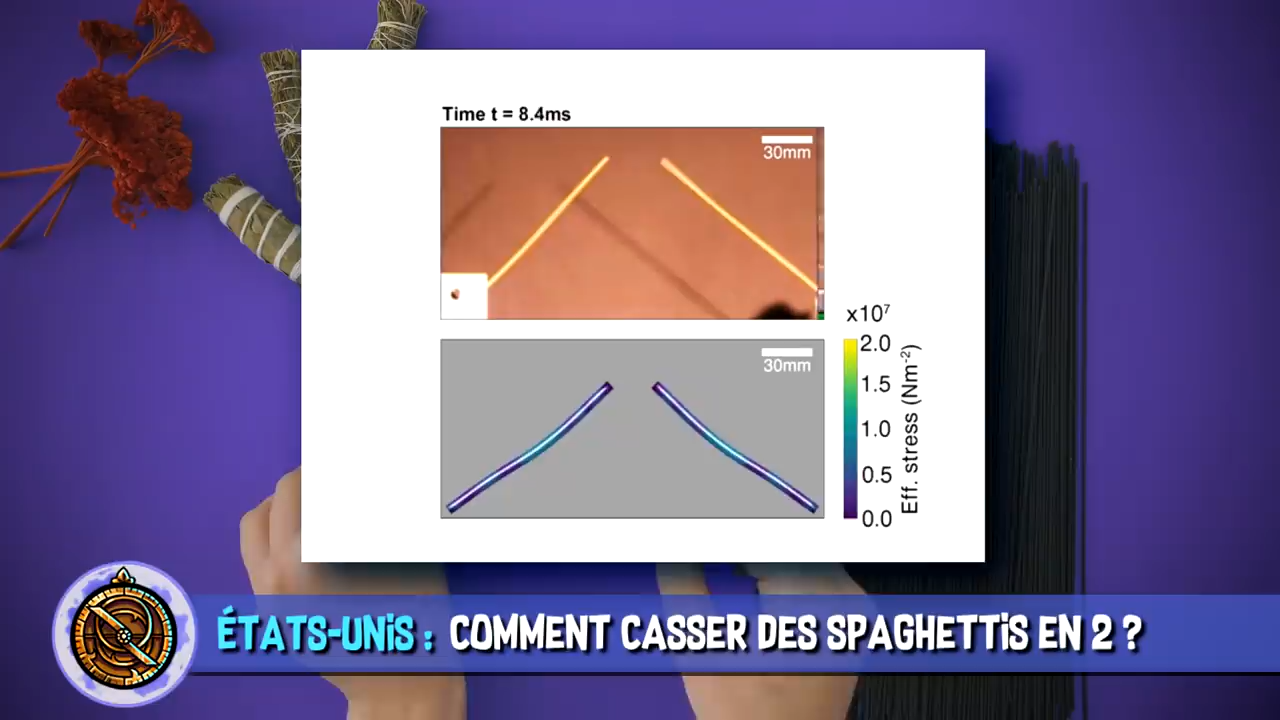 Time t = 8.4ms
30mm
30mm
x10⁷
2.0
1.5
1.0
0.5
0.0
Eff. stress (Nm⁻²)
ÉTATS-UNIS : COMMENT CASSER DES SPAGHETTIS EN 2 ?